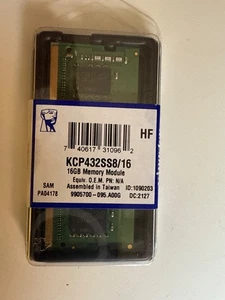 7 40617 31096 2
HF
KCP432SS8/16
16GB Memory Module
Equiv. O.E.M. PN: N/A
SAM Assembled in Taiwan ID:1090203
PA04178 9905700-095.A00G DC:2127